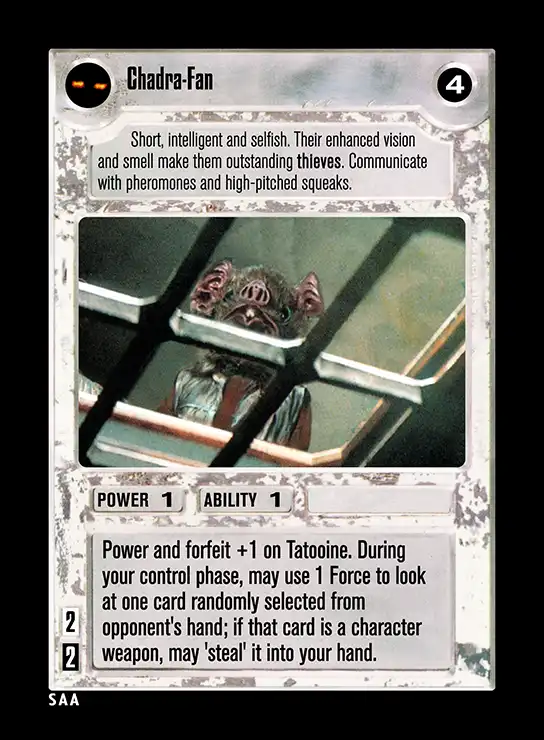 Chadra-Fan
4
Short, intelligent and selfish. Their enhanced vision
and smell make them outstanding thieves. Communicate
with pheromones and high-pitched squeaks.
POWER 1
ABILITY 1
Power and forfeit +1 on Tatooine. During
your control phase, may use 1 Force to look
at one card randomly selected from
opponent's hand; if that card is a character
weapon, may 'steal' it into your hand.
2
2
SAA